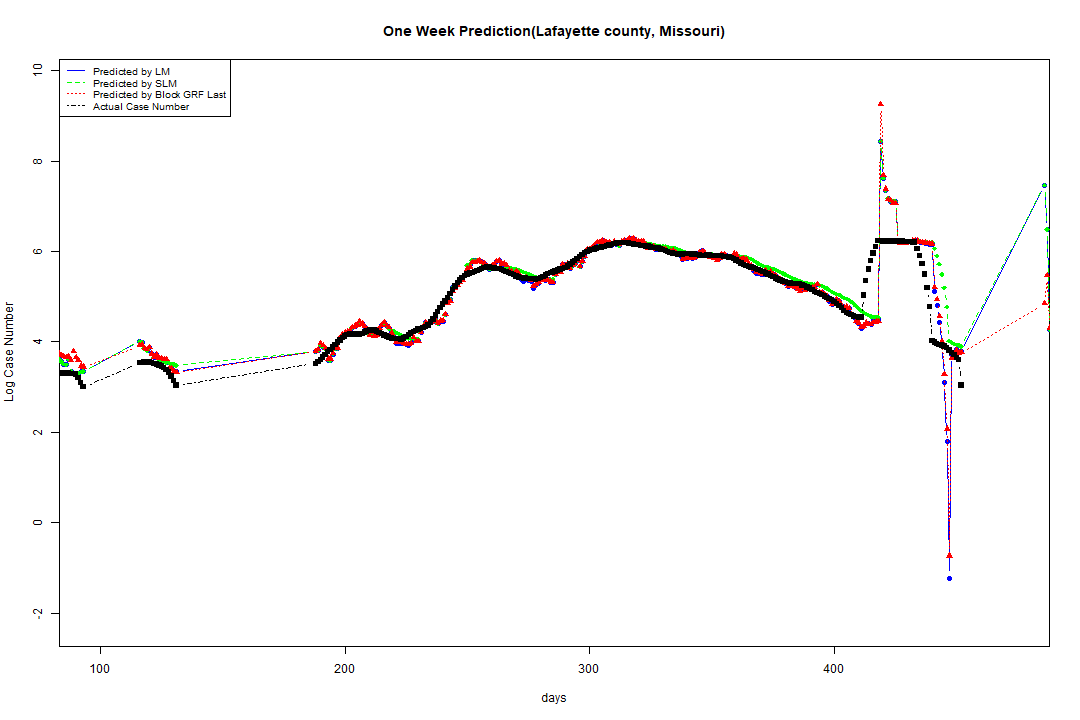 One Week Prediction(Lafayette county, Missouri)
Predicted by LM
Predicted by SLM
Predicted by Block GRF Last
Actual Case Number
10
8
6
4
2
0
-2
Log Case Number
100 200 300 400
days